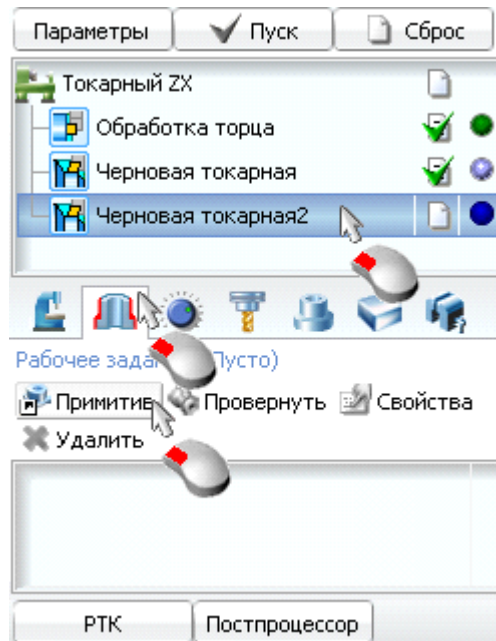 Параметры Пуск Сброс
Токарный ZX
Обработка торца
Черновая токарная
Черновая токарная2
Рабочее Пусто)
Примитив Провернуть Свойства
Удалить
РТК Постпроцессор